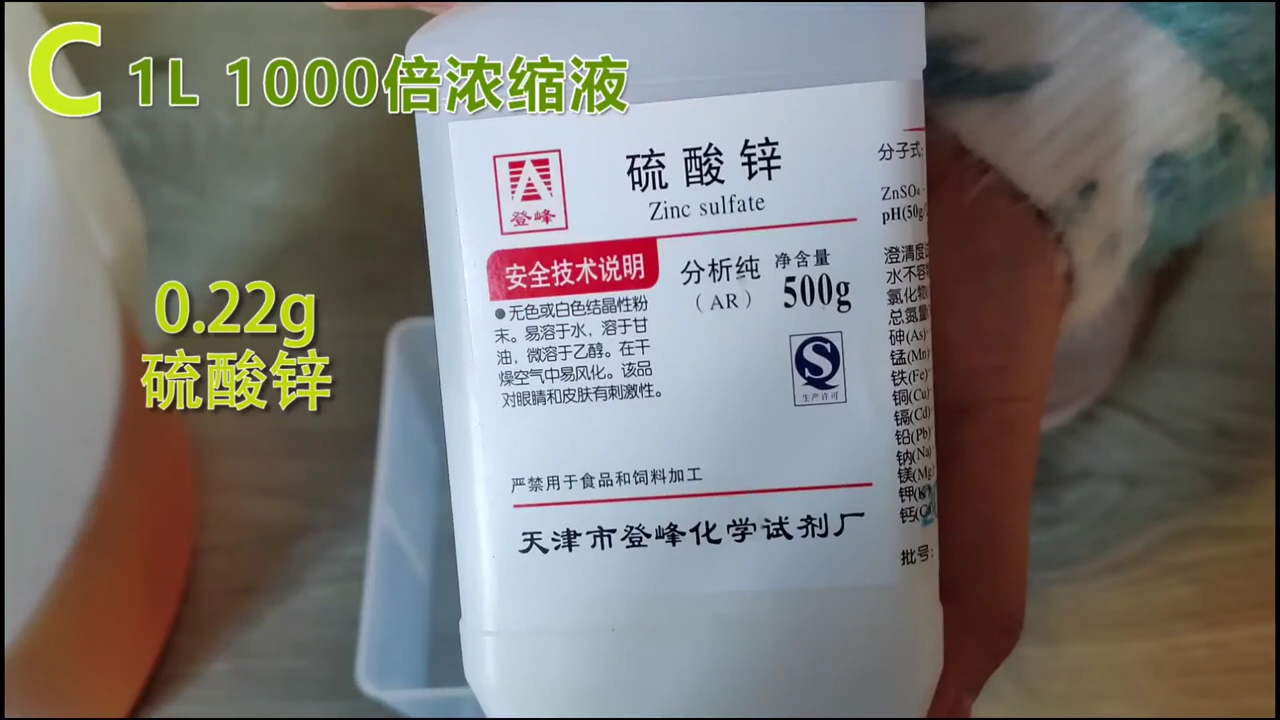 C 1L 1000倍浓缩液
0.22g
硫酸锌
登峰
硫酸锌
Zinc sulfate
安全技术说明
●无色或白色结晶性粉
末。易溶于水，溶于甘
油，微溶于乙醇。在干
燥空气中易风化。该品
对眼睛和皮肤有刺激性。
分析纯
（AR）
净含量
500g
生产许可
严禁用于食品和饲料加工
天津市登峰化学试剂厂
分子式:
ZnSO₄·
pH(50g/
澄清度
水不容
氯化物
总氮量
砷(As)
锰(Mn)
铁(Fe)
铜(Cu)
镉(Cd)
铅(Pb)
钠(Na)
镁(Mg)
钾(K)
钙(C
批号: